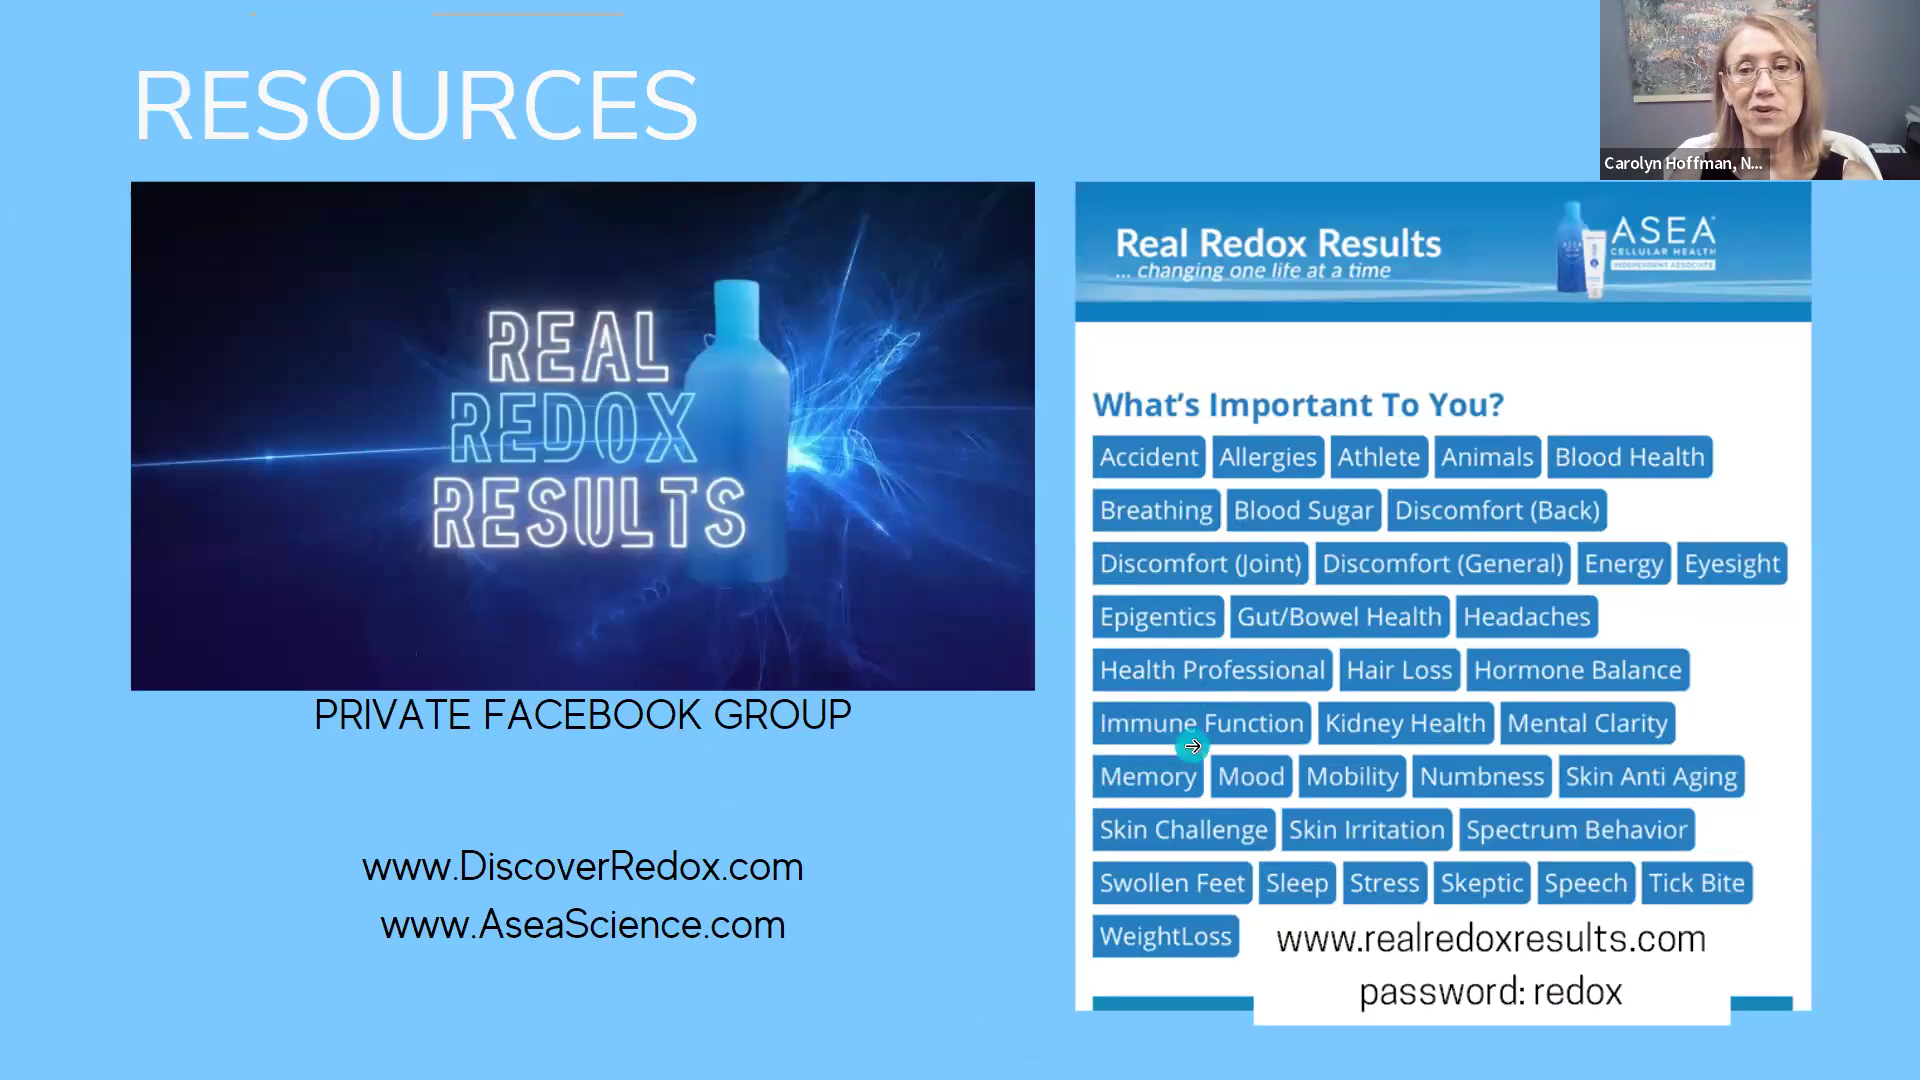 RESOURCES
REAL
REDOX
RESULTS
PRIVATE FACEBOOK GROUP
www.DiscoverRedox.com
www.AseaScience.com
Carolyn Hoffman, N...
Real Redox Results
... changing one life at a time
ASEA
CELLULAR HEALTH
INDEPENDENT ASSOCIATE
What's Important To You?
Accident Allergies Athlete Animals Blood Health
Breathing Blood Sugar Discomfort (Back)
Discomfort (Joint) Discomfort (General) Energy Eyesight
Epigentics Gut/Bowel Health Headaches
Health Professional Hair Loss Hormone Balance
Immune Function Kidney Health Mental Clarity
Memory Mood Mobility Numbness Skin Anti Aging
Skin Challenge Skin Irritation Spectrum Behavior
Swollen Feet Sleep Stress Skeptic Speech Tick Bite
WeightLoss
www.realredoxresults.com
password: redox